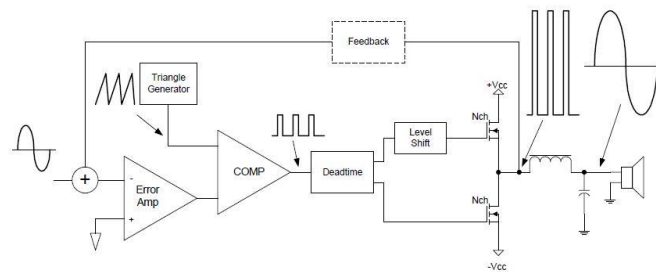 Feedback
Triangle
Generator
+Vcc
Nch
Level
Shift
COMP
Deadtime
+
-
Error
Amp
+
Nch
-Vcc